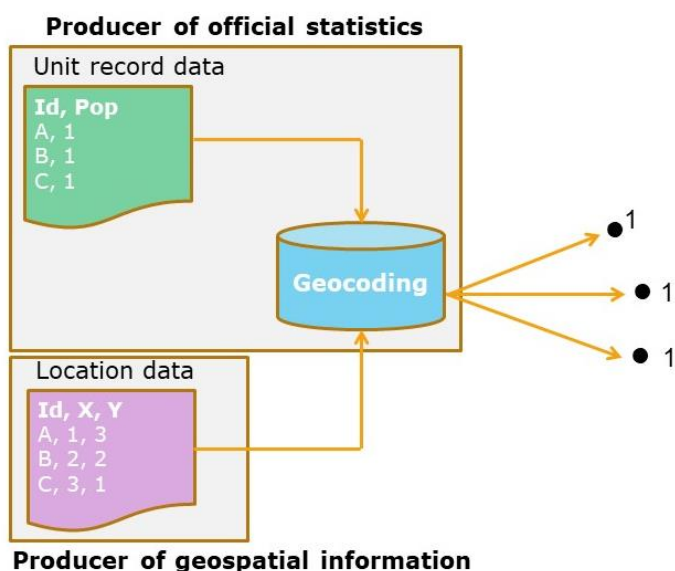 Producer of official statistics
Unit record data
Id, Pop
A, 1
B, 1
C, 1
Geocoding
1
1
1
Location data
Id, X, Y
A, 1, 3
B, 2, 2
C, 3, 1
Producer of geospatial information